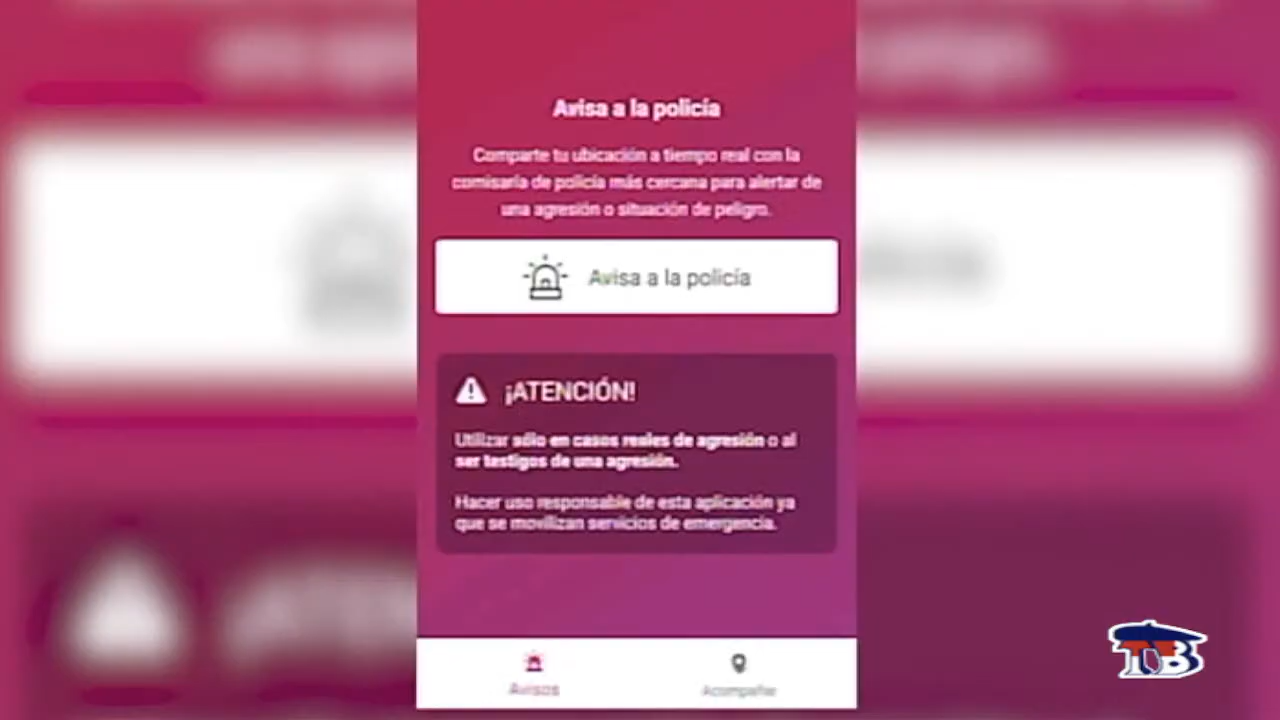 Avisa a la policía
Comparte tu ubicación a tiempo real con la
comisaría de policía más cercana para alertar de
una agresión o situación de peligro.
Avisa a la policía
¡ATENCIÓN!
Utilizar sólo en casos reales de agresión o al
ser testigos de una agresión.
Hacer uso responsable de esta aplicación ya
que se movilizan servicios de emergencia.
Avisos
Acompañar
TB